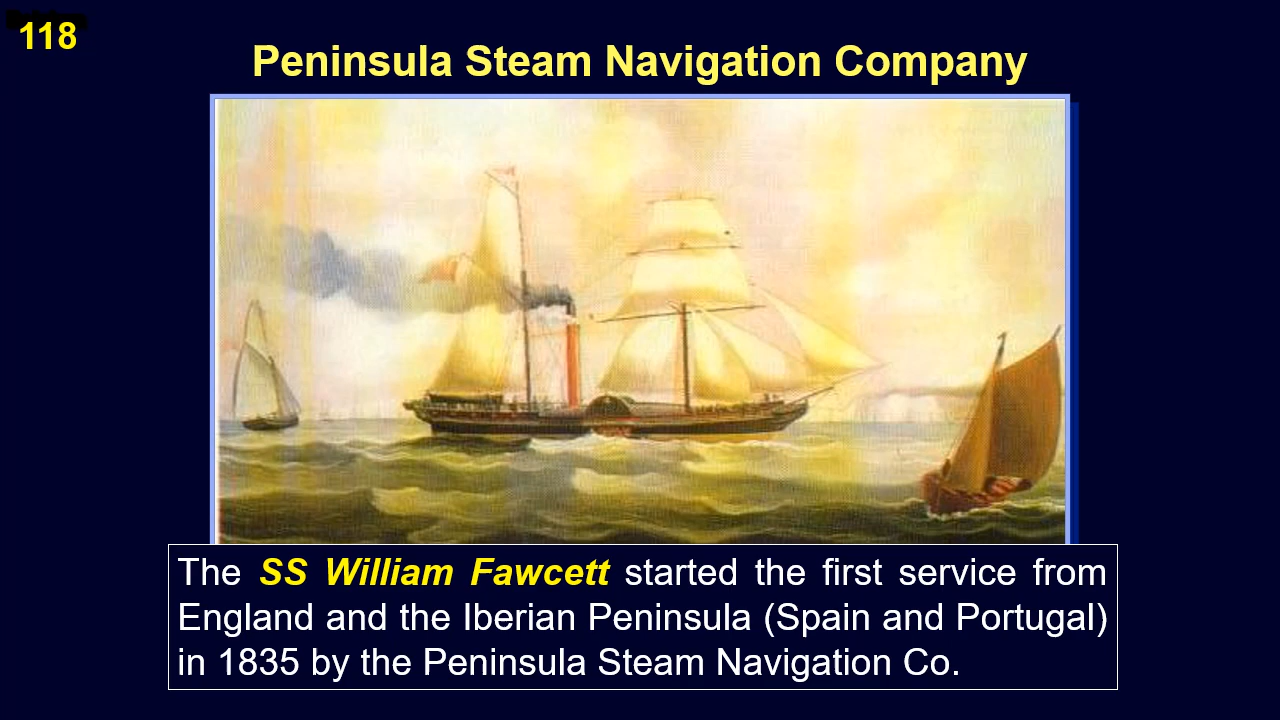 118
Peninsula Steam Navigation Company
The SS William Fawcett started the first service from
England and the Iberian Peninsula (Spain and Portugal)
in 1835 by the Peninsula Steam Navigation Co.